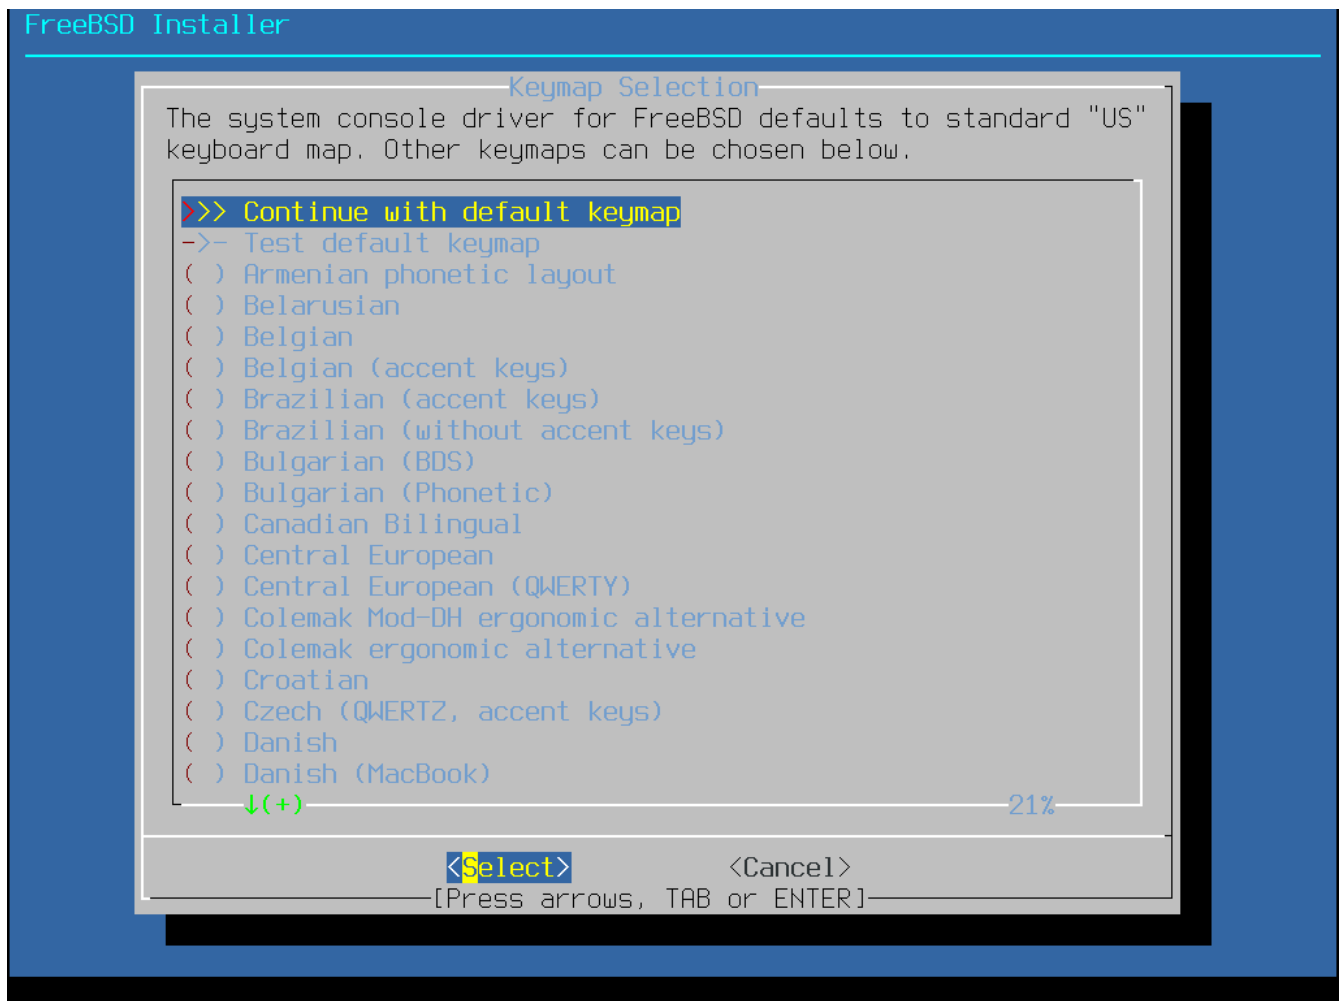 FreeBSD Installer
Keymap Selection
The system console driver for FreeBSD defaults to standard "US"
keyboard map. Other keymaps can be chosen below.
>>> Continue with default keymap
->- Test default keymap
( ) Armenian phonetic layout
( ) Belarusian
( ) Belgian
( ) Belgian (accent keys)
( ) Brazilian (accent keys)
( ) Brazilian (without accent keys)
( ) Bulgarian (BDS)
( ) Bulgarian (Phonetic)
( ) Canadian Bilingual
( ) Central European
( ) Central European (QWERTY)
( ) Colemak Mod-DH ergonomic alternative
( ) Colemak ergonomic alternative
( ) Croatian
( ) Czech (QWERTZ, accent keys)
( ) Danish
( ) Danish (MacBook)
↓(+) 21%
<Select> <Cancel>
[Press arrows, TAB or ENTER]